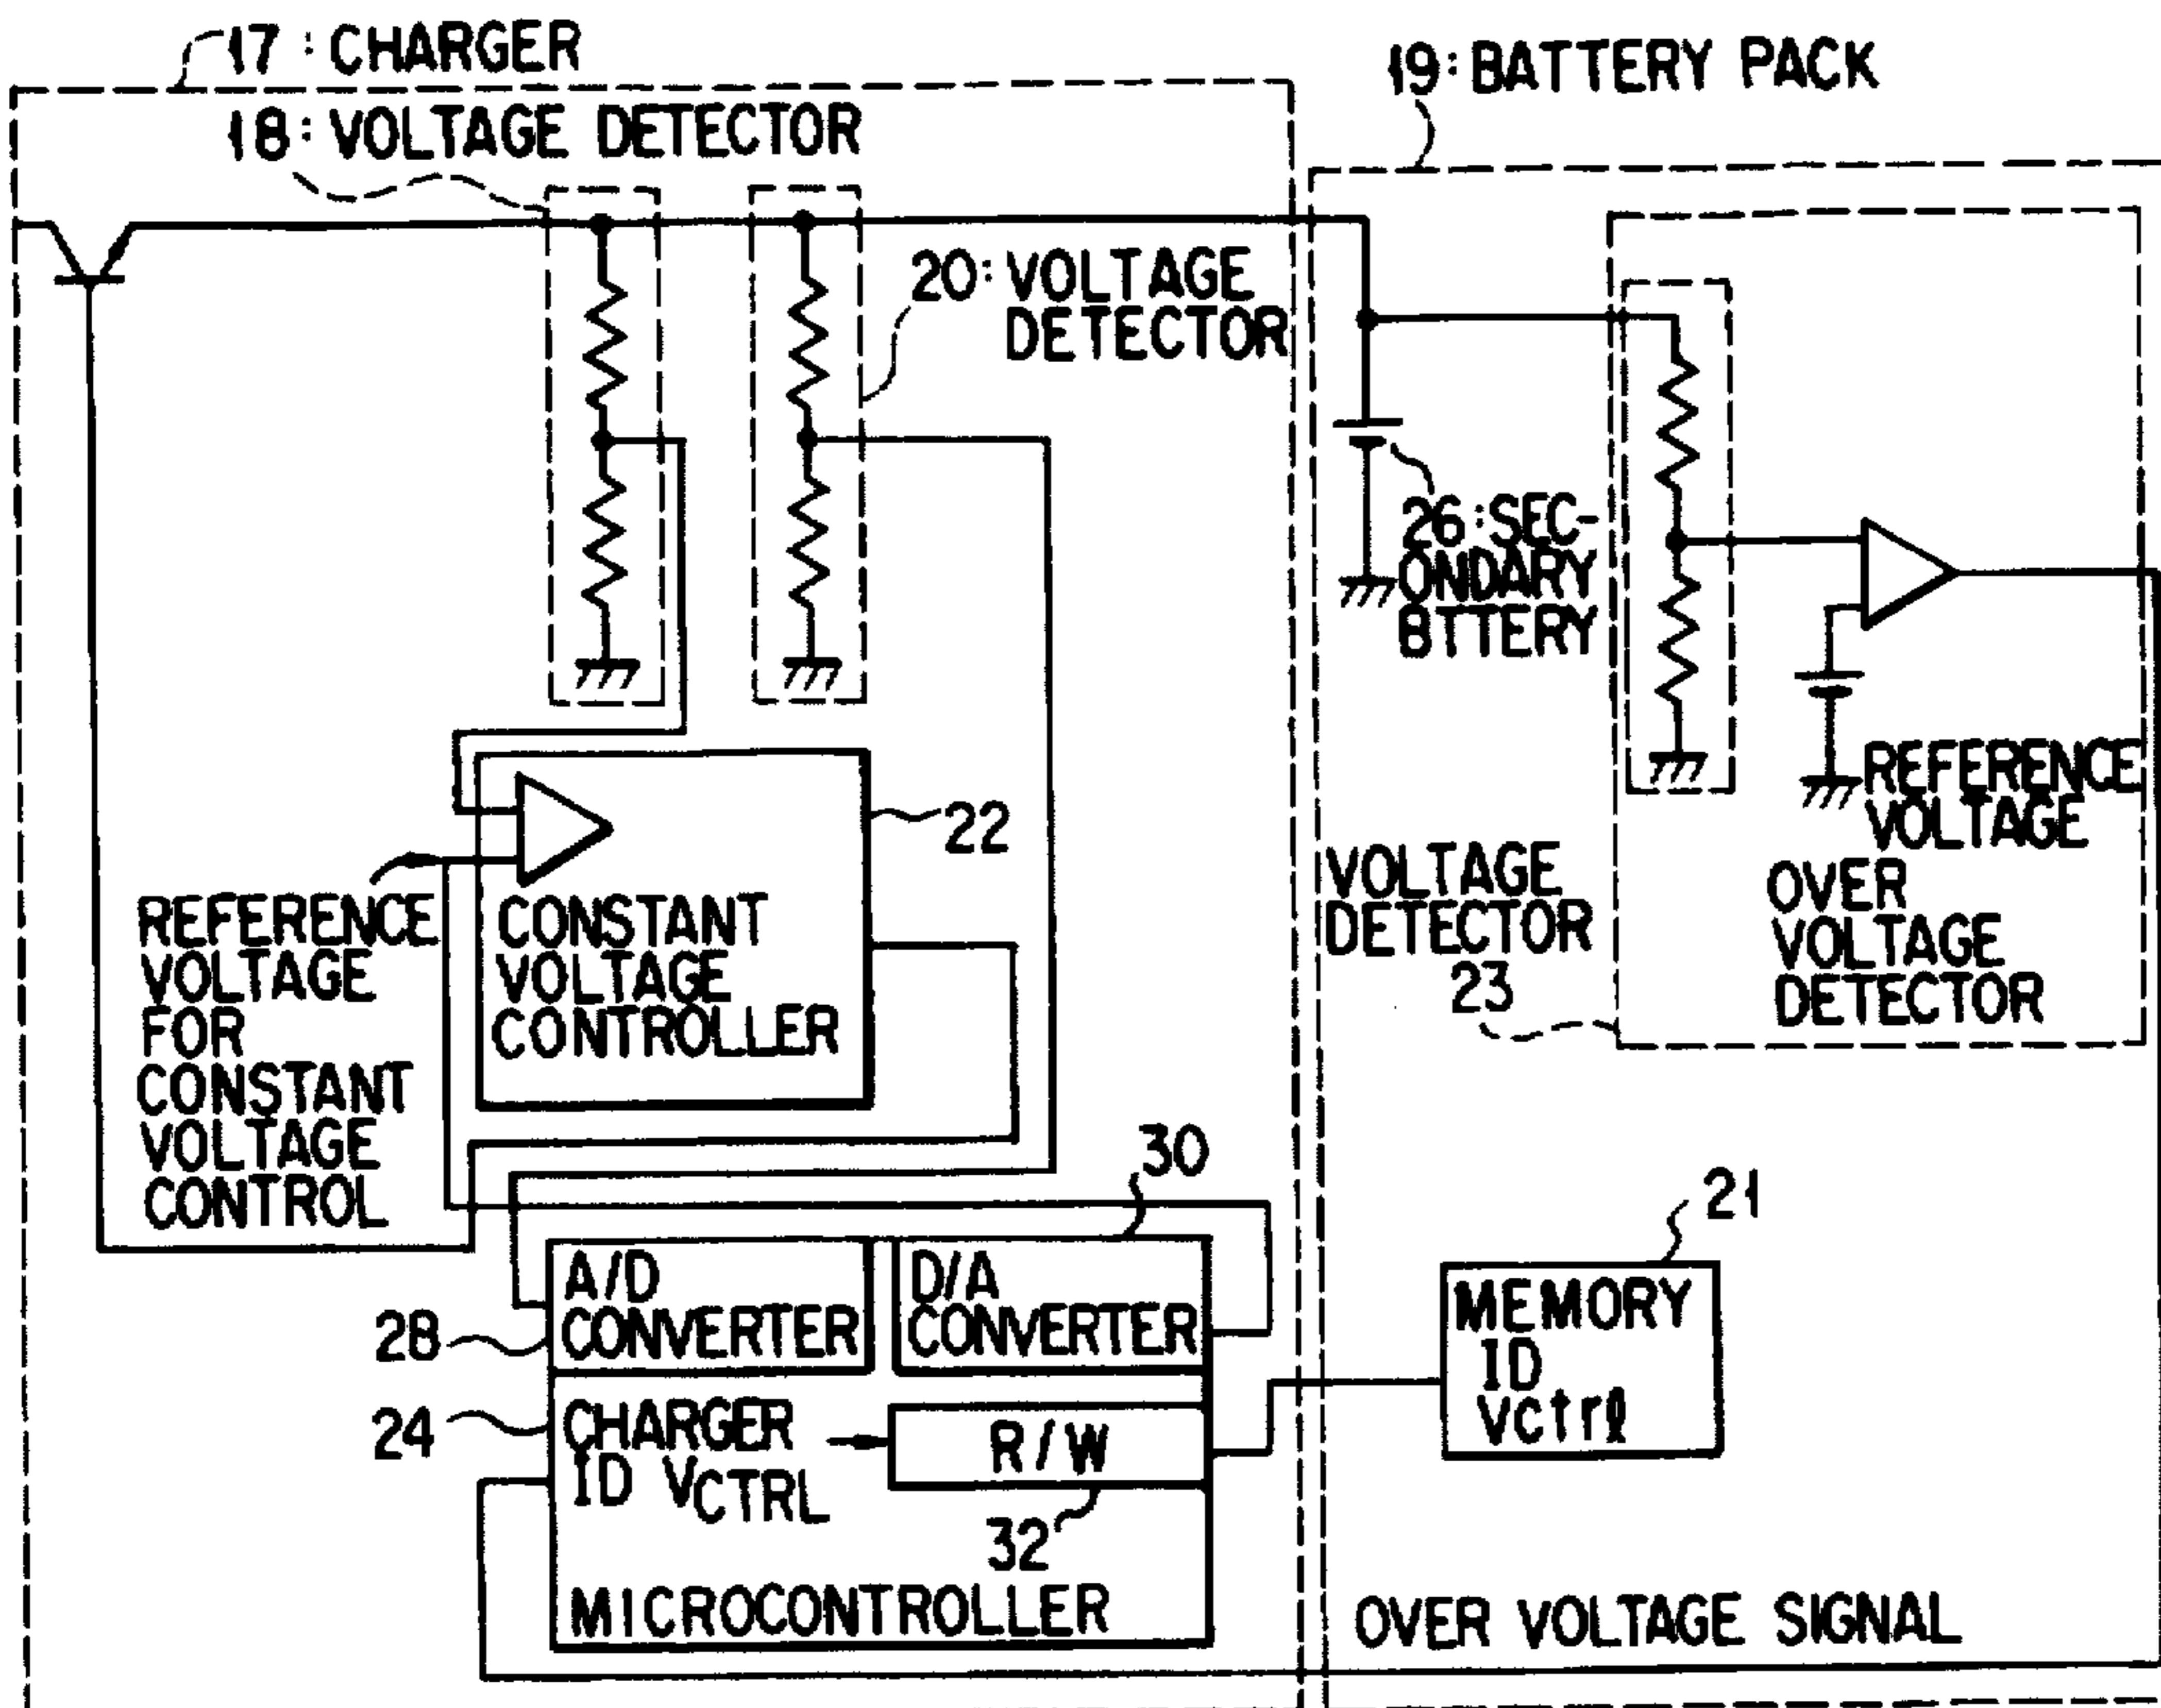 17: CHARGER
19: BATTERY PACK
18: VOLTAGE DETECTOR
20: VOLTAGE
DETECTOR
26: SEC-
ONDARY
BTTERY
REFERENCE
VOLTAGE
22
REFERENCE
VOLTAGE
FOR
CONSTANT
VOLTAGE
CONTROL
CONSTANT
VOLTAGE
CONTROLLER
VOLTAGE
DETECTOR
23
OVER
VOLTAGE
DETECTOR
30
21
A/D
CONVERTER
D/A
CONVERTER
28
MEMORY
ID
Vctrl
24
CHARGER
ID VCTRL
R/W
32
MICROCONTROLLER
OVER VOLTAGE SIGNAL